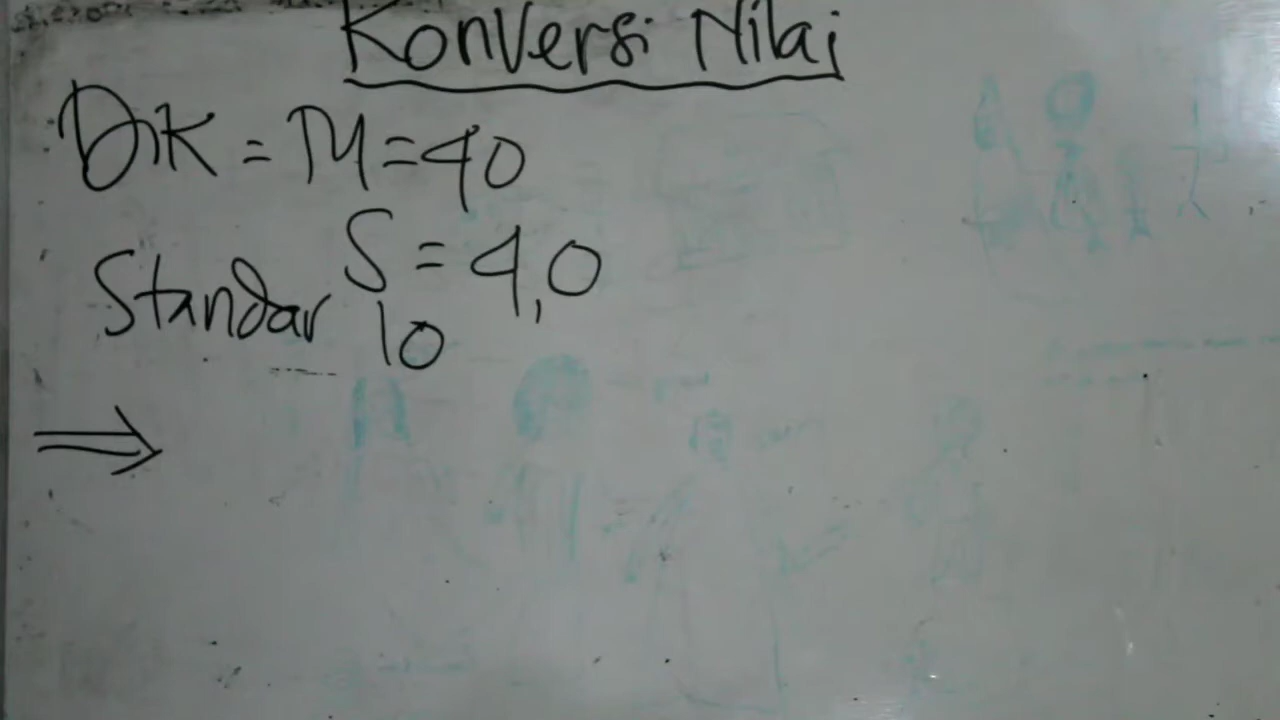 Konversi Nilai
Dik = M = 40
S = 4,0
Standar 10
⇒